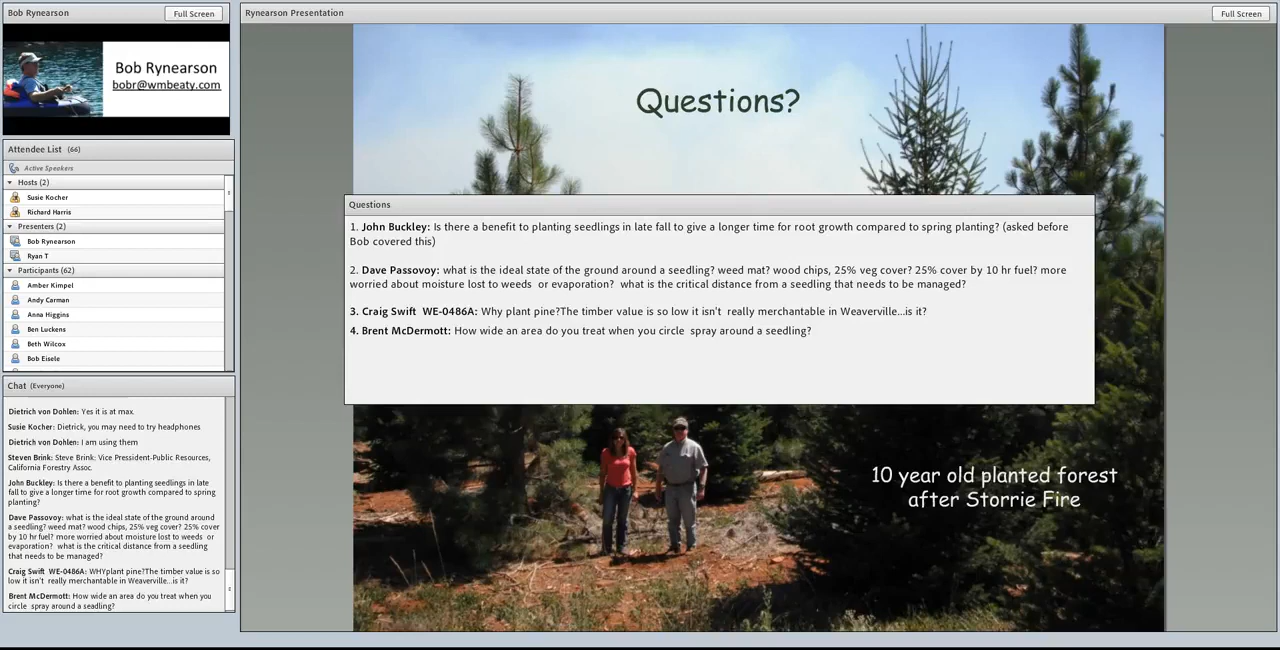 Bob Rynearson
Full Screen
Bob Rynearson
bobr@wmbeaty.com
Attendee List (66)
Active Speakers
Hosts (2)
Susie Kocher
Richard Harris
Presenters (2)
Bob Rynearson
Ryan T
Participants (62)
Amber Kimpel
Andy Carman
Anna Higgins
Ben Luckens
Beth Wilcox
Bob Eisele
Chat (Everyone)
Dietrich von Dohlen: Yes it is at max.
Susie Kocher: Dietrick, you may need to try headphones
Dietrich von Dohlen: I am using them
Steven Brink: Steve Brink: Vice President-Public Resources,
California Forestry Assoc.
John Buckley: Is there a benefit to planting seedlings in late
fall to give a longer time for root growth compared to spring
planting?
Dave Passovoy: what is the ideal state of the ground around
a seedling? weed mat? wood chips, 25% veg cover? 25% cover
by 10 hr fuel? more worried about moisture lost to weeds or
evaporation? what is the critical distance from a seedling
that needs to be managed?
Craig Swift WE-0486A: WHYplant pine?The timber value is so
low it isn't really merchantable in Weaverville...is it?
Brent McDermott: How wide an area do you treat when you
circle spray around a seedling?
Rynearson Presentation
Full Screen
Questions?
Questions
1. John Buckley: Is there a benefit to planting seedlings in late fall to give a longer time for root growth compared to spring planting? (asked before
Bob covered this)
2. Dave Passovoy: what is the ideal state of the ground around a seedling? weed mat? wood chips, 25% veg cover? 25% cover by 10 hr fuel? more
worried about moisture lost to weeds or evaporation? what is the critical distance from a seedling that needs to be managed?
3. Craig Swift WE-0486A: Why plant pine?The timber value is so low it isn't really merchantable in Weaverville...is it?
4. Brent McDermott: How wide an area do you treat when you circle spray around a seedling?
10 year old planted forest
after Storrie Fire